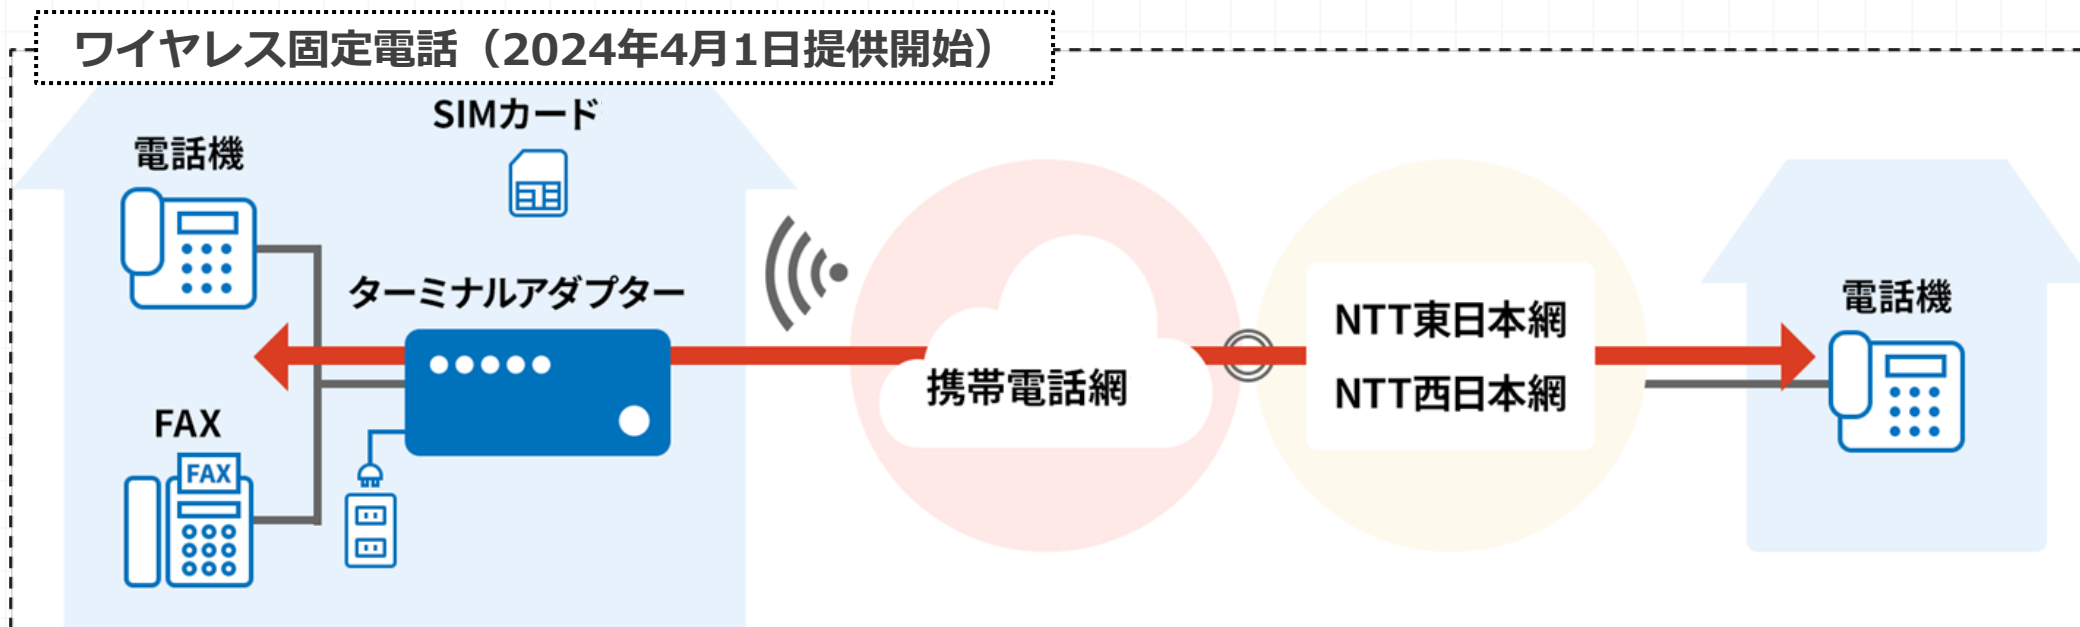 ワイヤレス固定電話（2024年4月1日提供開始）
SIMカード
電話機
ターミナルアダプター
FAX
FAX
携帯電話網
NTT東日本網
NTT西日本網
電話機